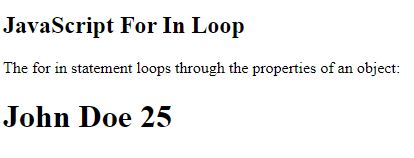 JavaScript For In Loop
The for in statement loops through the properties of an object:
John Doe 25